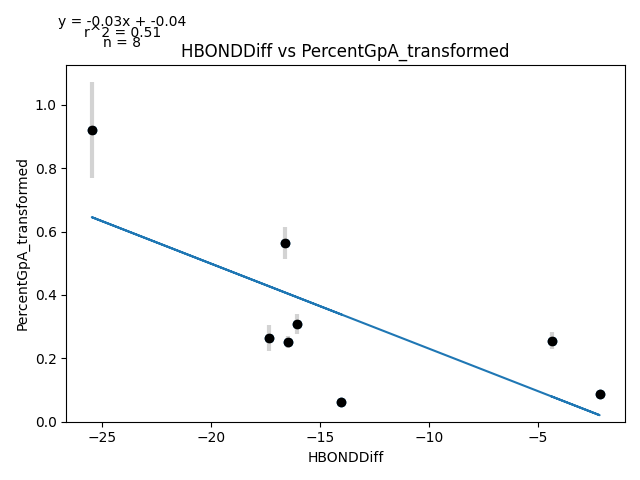 y = -0.03x + -0.04
r^2 = 0.51
n = 8
HBONDDiff vs PercentGpA_transformed
PercentGpA_transformed
1.0
0.8
0.6
0.4
0.2
0.0
−25
−20
−15
−10
−5
HBONDDiff